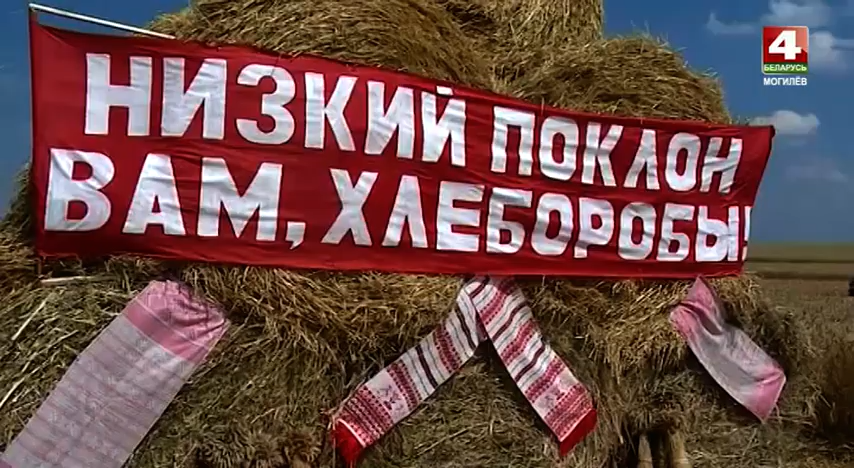 НИЗКИЙ ПОКЛОН
ВАМ, ХЛЕБОРОБЫ!
4
БЕЛАРУСЬ
МОГИЛЁВ